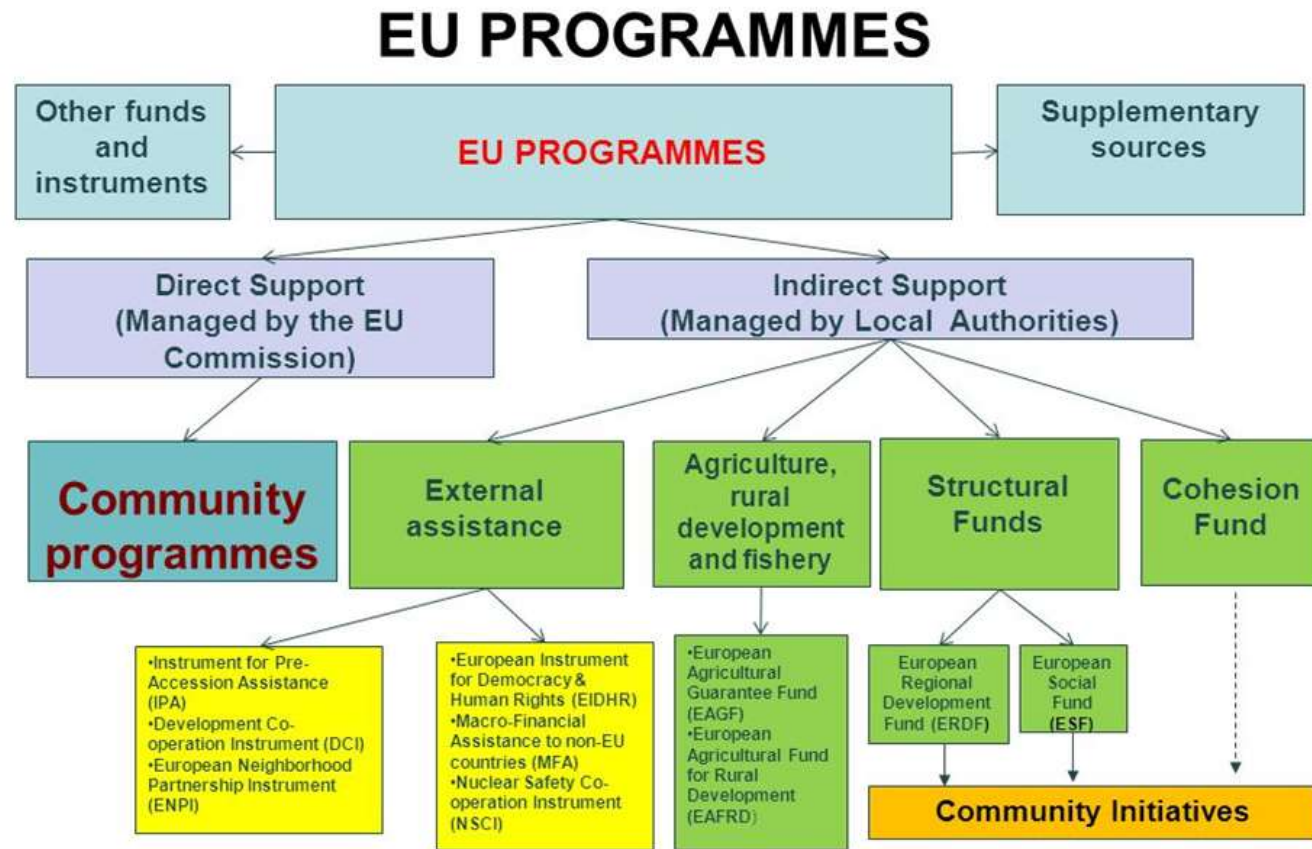 EU PROGRAMMES
Other funds
and
instruments
EU PROGRAMMES
Supplementary
sources
Direct Support
(Managed by the EU
Commission)
Indirect Support
(Managed by Local Authorities)
Community
programmes
External
assistance
Agriculture,
rural
development
and fishery
Structural
Funds
Cohesion
Fund
•Instrument for Pre-
Accession Assistance
(IPA)
•Development Co-
operation Instrument (DCI)
•European Neighborhood
Partnership Instrument
(ENPI)
•European Instrument
for Democracy &
Human Rights (EIDHR)
•Macro-Financial
Assistance to non-EU
countries (MFA)
•Nuclear Safety Co-
operation Instrument
(NSCI)
•European
Agricultural
Guarantee Fund
(EAGF)
•European
Agricultural Fund
for Rural
Development
(EAFRD)
European
Regional
Development
Fund (ERDF)
European
Social
Fund
(ESF)
Community Initiatives